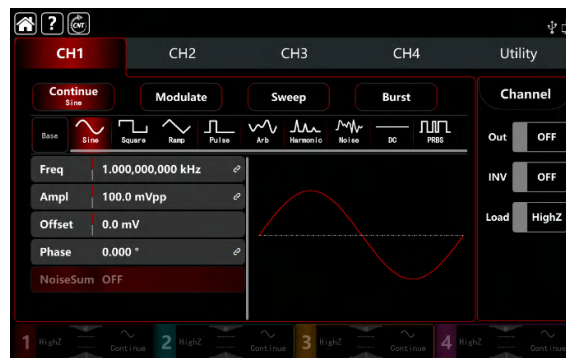 ? CNT
CH1 CH2 CH3 CH4 Utility
Continue
Sine
Modulate Sweep Burst Channel
Base Sine Square Ramp Pulse Arb Harmonic Noise DC PRBS
Out OFF
Freq 1.000,000,000 kHz
INV OFF
Ampl 100.0 mVpp
Load HighZ
Offset 0.0 mV
Phase 0.000 °
NoiseSum OFF
1 HighZ Continue 2 HighZ Continue 3 HighZ Continue 4 HighZ Continue